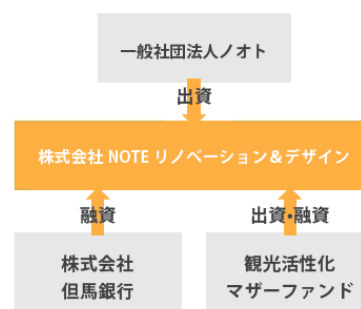 一般社団法人ノオト
出資
株式会社 NOTE リノベーション&デザイン
融資
出資・融資
株式会社
但馬銀行
観光活性化
マザーファンド